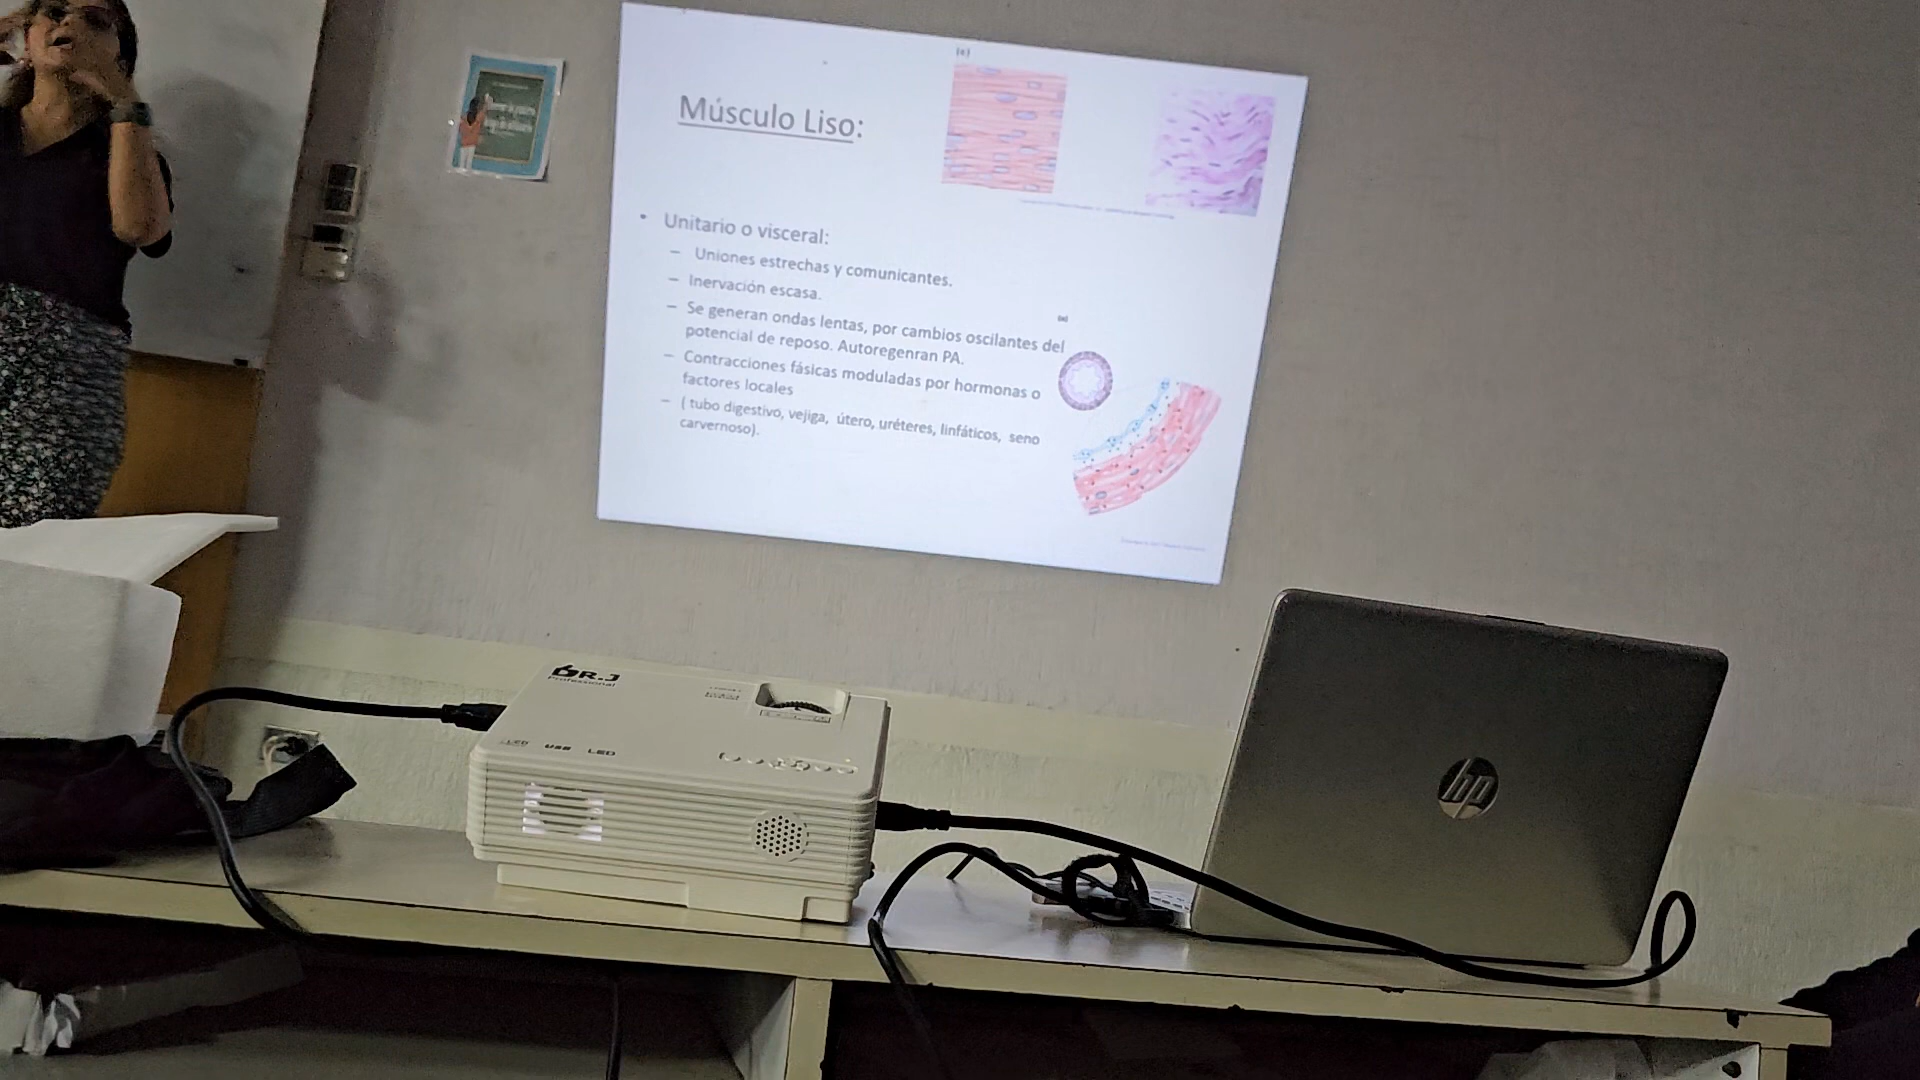 Músculo Liso:
• Unitario o visceral:
– Uniones estrechas y comunicantes.
– Inervación escasa.
– Se generan ondas lentas, por cambios oscilantes del
potencial de reposo. Autoregenran PA.
– Contracciones fásicas moduladas por hormonas o
factores locales
– ( tubo digestivo, vejiga, útero, uréteres, linfáticos, seno
carvernoso).
DR.J
Professional
LED USB LED
hp